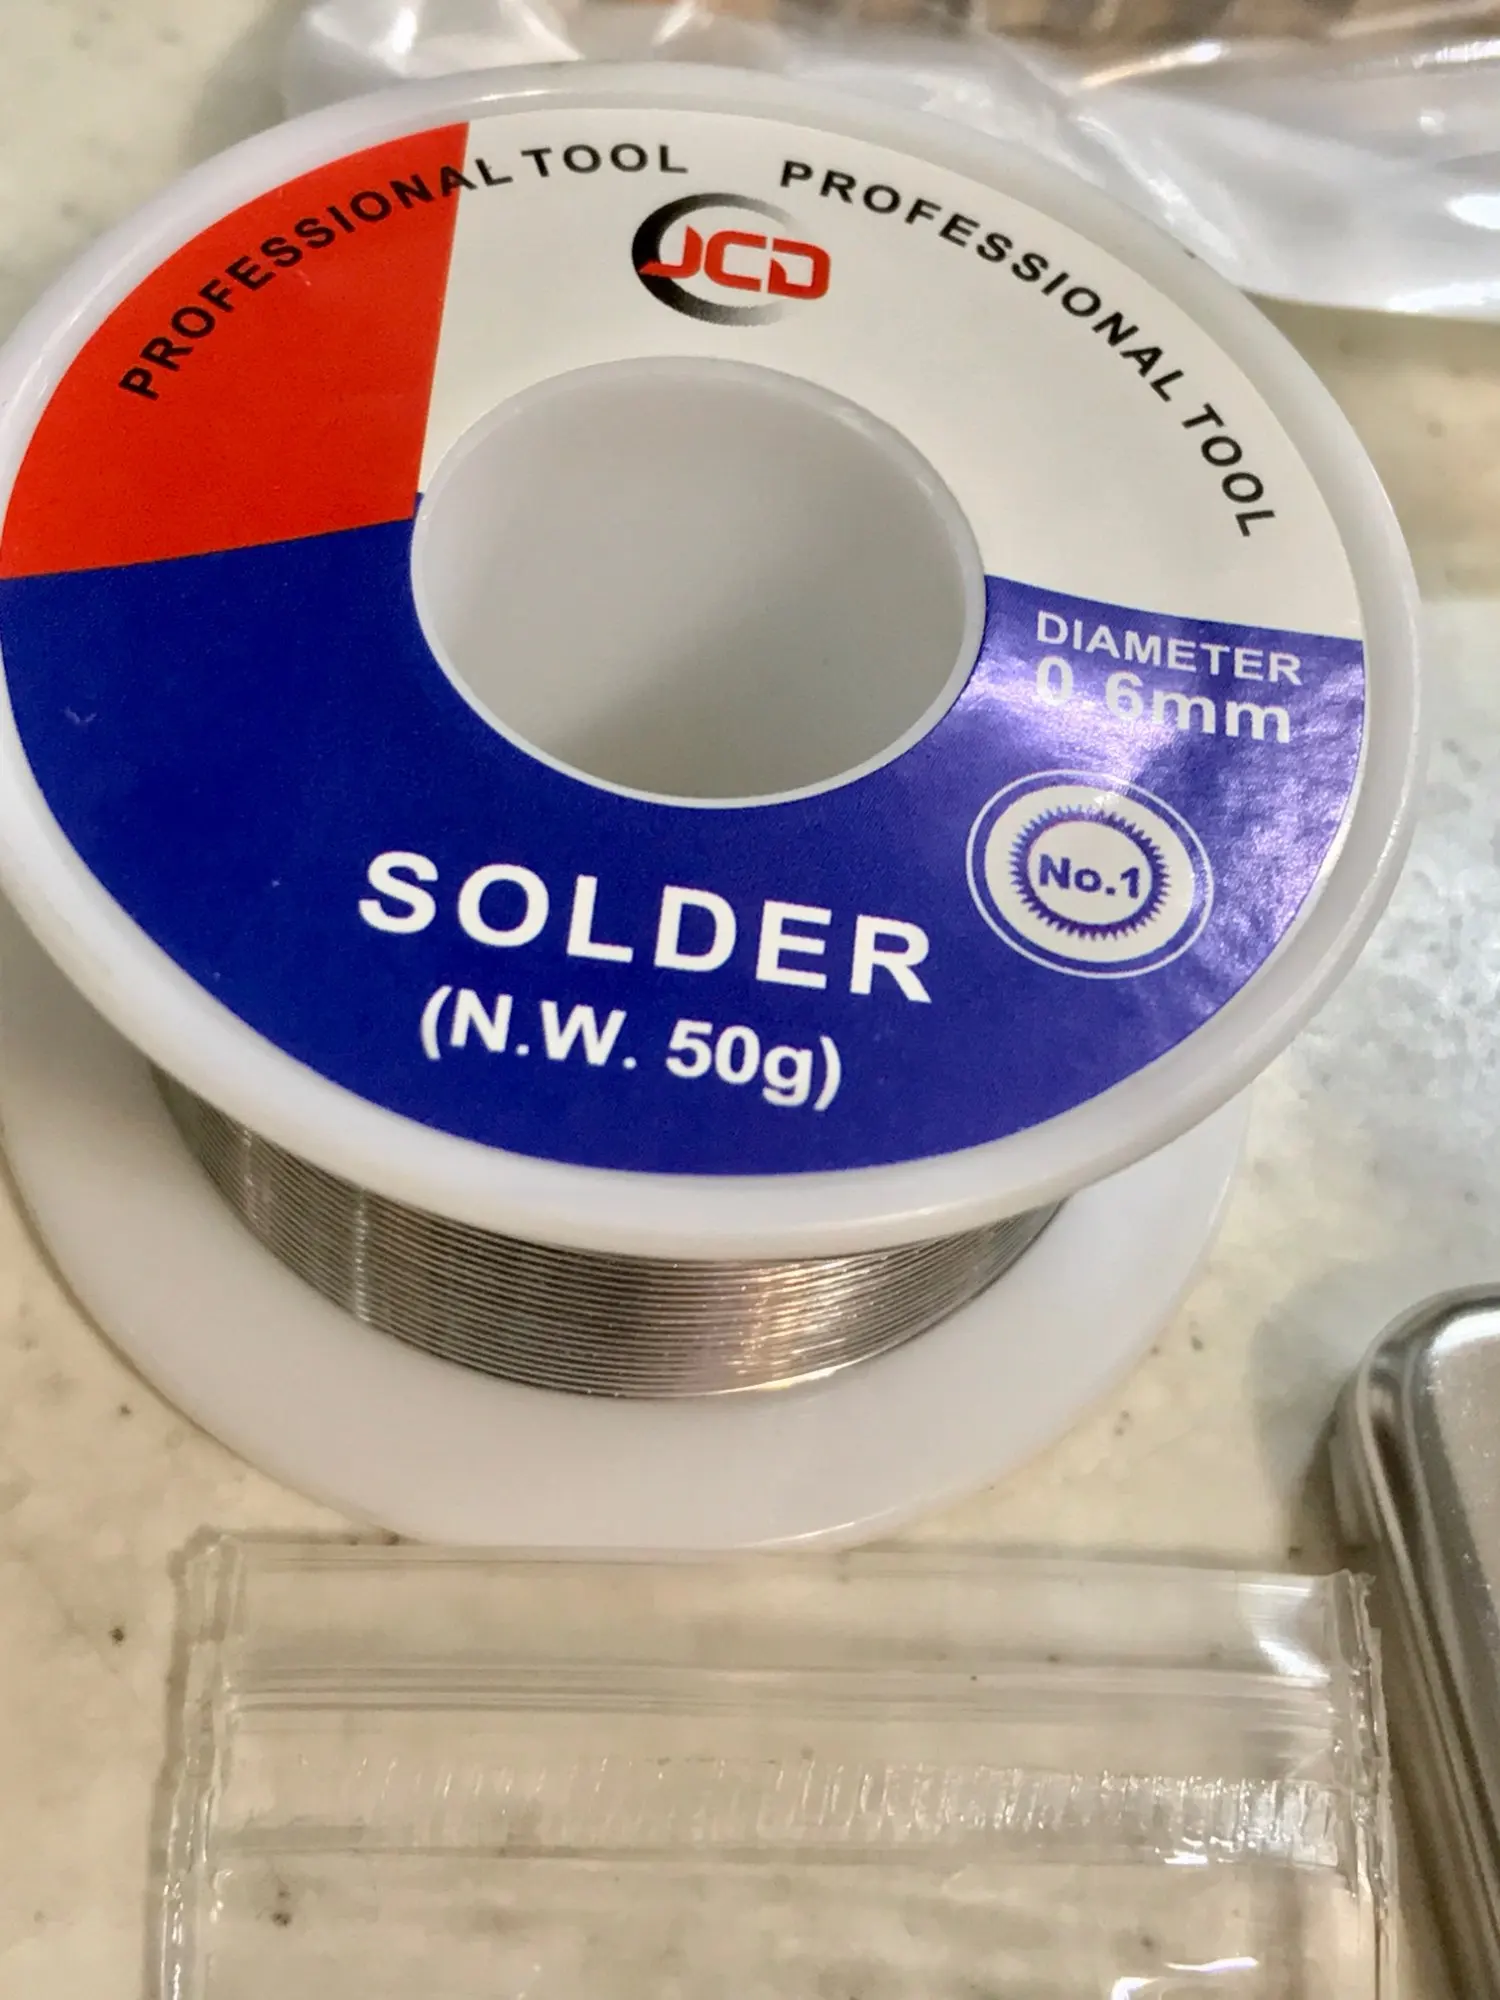 PROFESSIONAL TOOL
PROFESSIONAL TOOL
JCD
DIAMETER
0.6mm
No.1
SOLDER
(N.W. 50g)